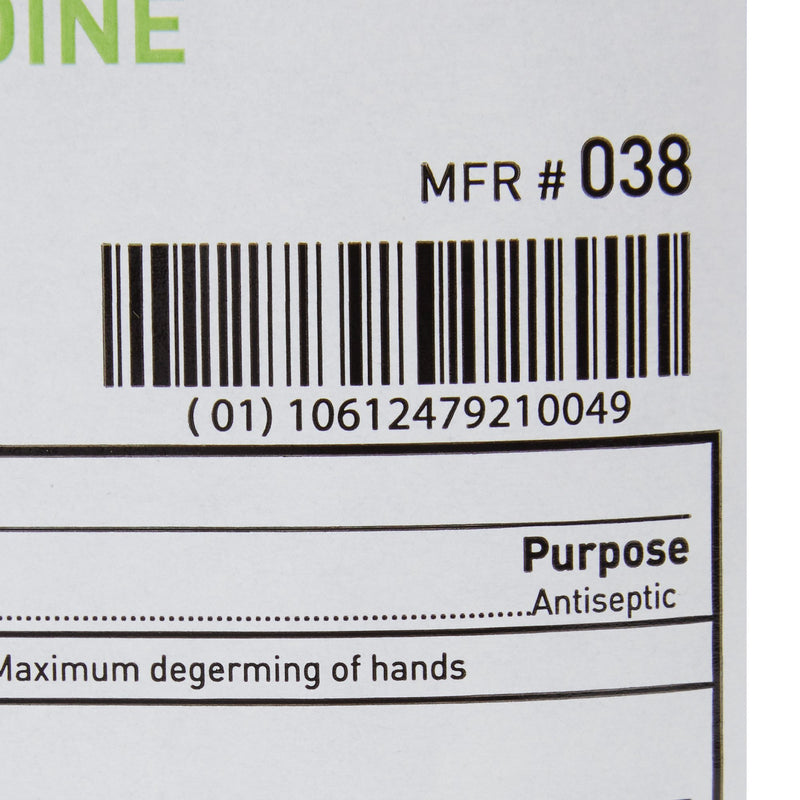 DINE
MFR # 038
(01) 10612479210049
Purpose
Antiseptic
Maximum degerming of hands